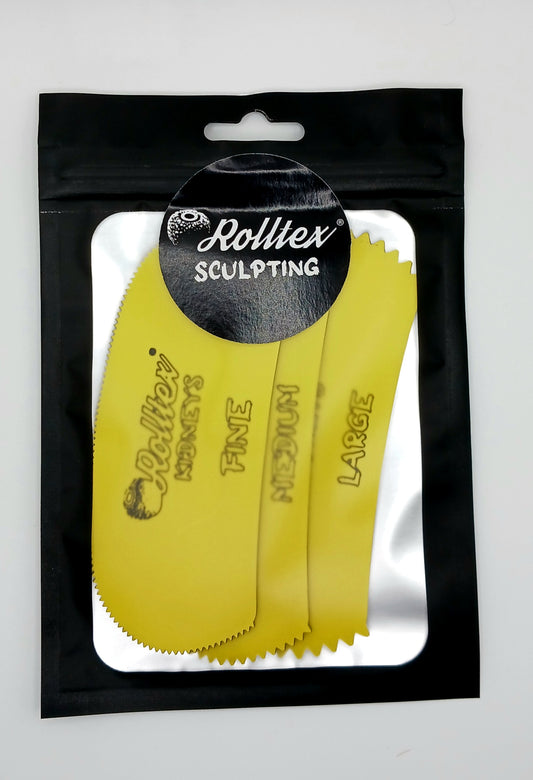 Rolltex®
SCULPTING
Rolltex
KIDNEYS
FINE
MEDIUM
LARGE